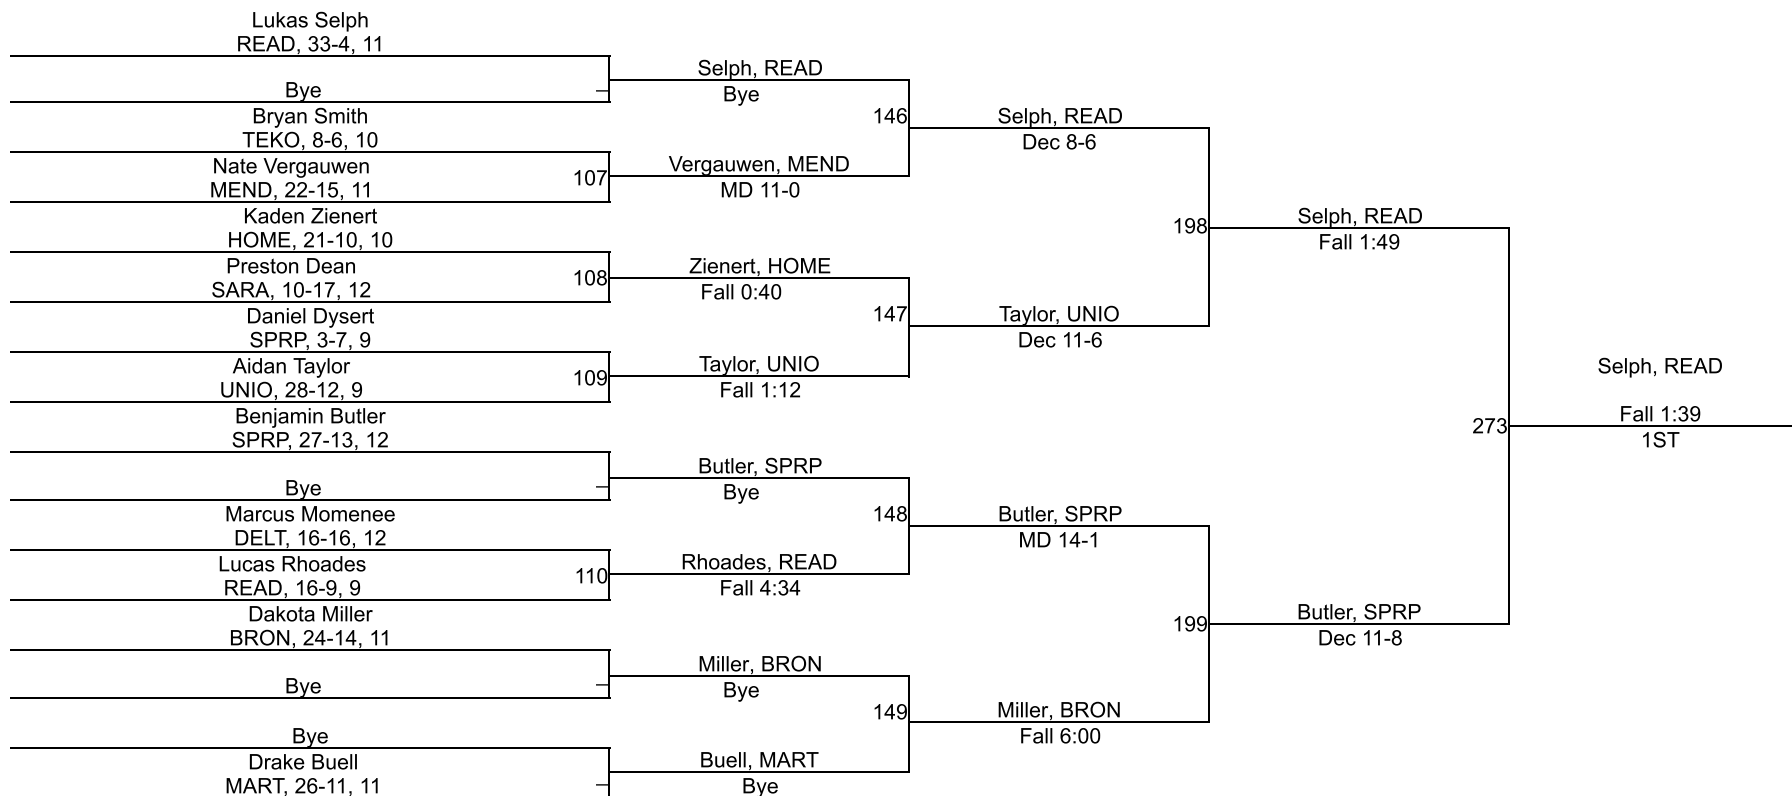 Lukas Selph
READ, 33-4, 11
Bye
Bryan Smith
TEKO, 8-6, 10
Nate Vergauwen
MEND, 22-15, 11
107
Kaden Zienert
HOME, 21-10, 10
Preston Dean
SARA, 10-17, 12
108
Daniel Dysert
SPRP, 3-7, 9
Aidan Taylor
UNIO, 28-12, 9
109
Benjamin Butler
SPRP, 27-13, 12
Bye
Marcus Momenee
DELT, 16-16, 12
Lucas Rhoades
READ, 16-9, 9
110
Dakota Miller
BRON, 24-14, 11
Bye
Bye
Drake Buell
MART, 26-11, 11
Selph, READ
Bye
146
Vergauwen, MEND
MD 11-0
Zienert, HOME
Fall 0:40
147
Taylor, UNIO
Fall 1:12
Butler, SPRP
Bye
148
Rhoades, READ
Fall 4:34
Miller, BRON
Bye
149
Buell, MART
Bye
Selph, READ
Dec 8-6
198
Taylor, UNIO
Dec 11-6
Butler, SPRP
MD 14-1
199
Miller, BRON
Fall 6:00
Selph, READ
Fall 1:49
273
Butler, SPRP
Dec 11-8
Selph, READ
Fall 1:39
1ST